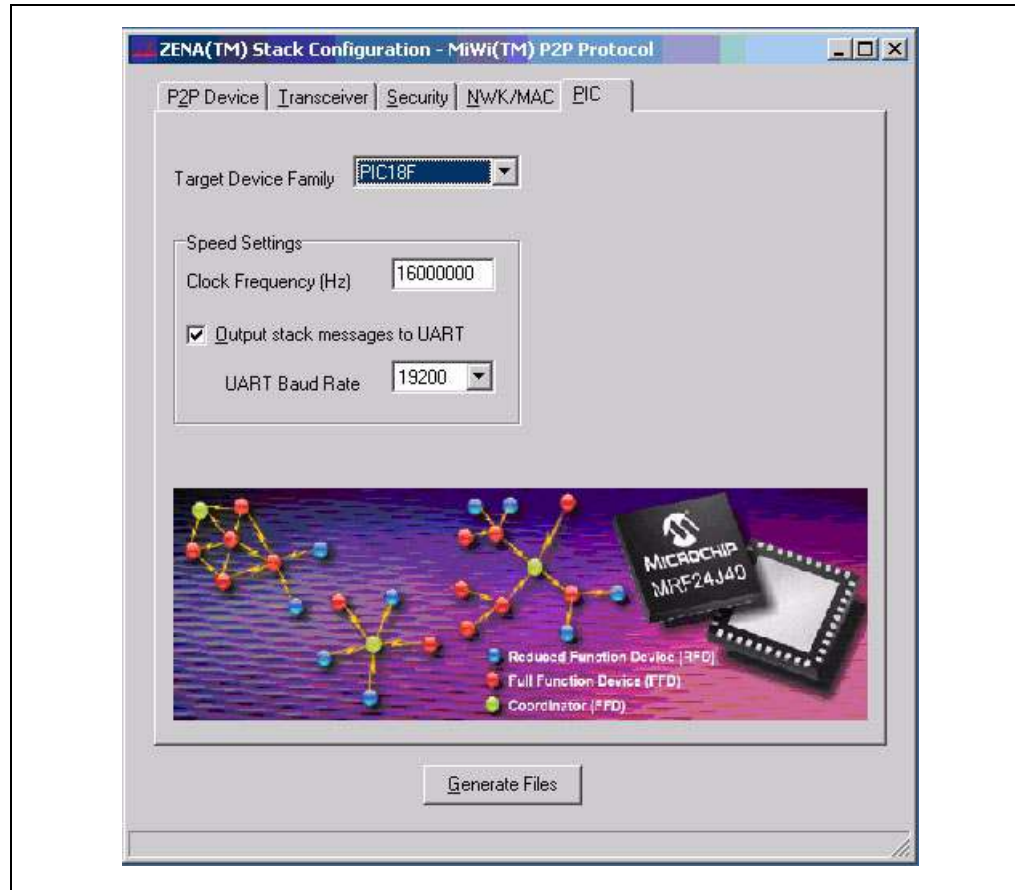 ZENA(TM) Stack Configuration - MiWi(TM) P2P Protocol
P2P Device Transceiver Security NWK/MAC PIC
Target Device Family PIC18F
Speed Settings
Clock Frequency (Hz) 16000000
Output stack messages to UART
UART Baud Rate 19200
MICROCHIP
MRF24J40
Reduced Function Device (RFD)
Full Function Device (FFD)
Coordinator (FFD)
Generate Files